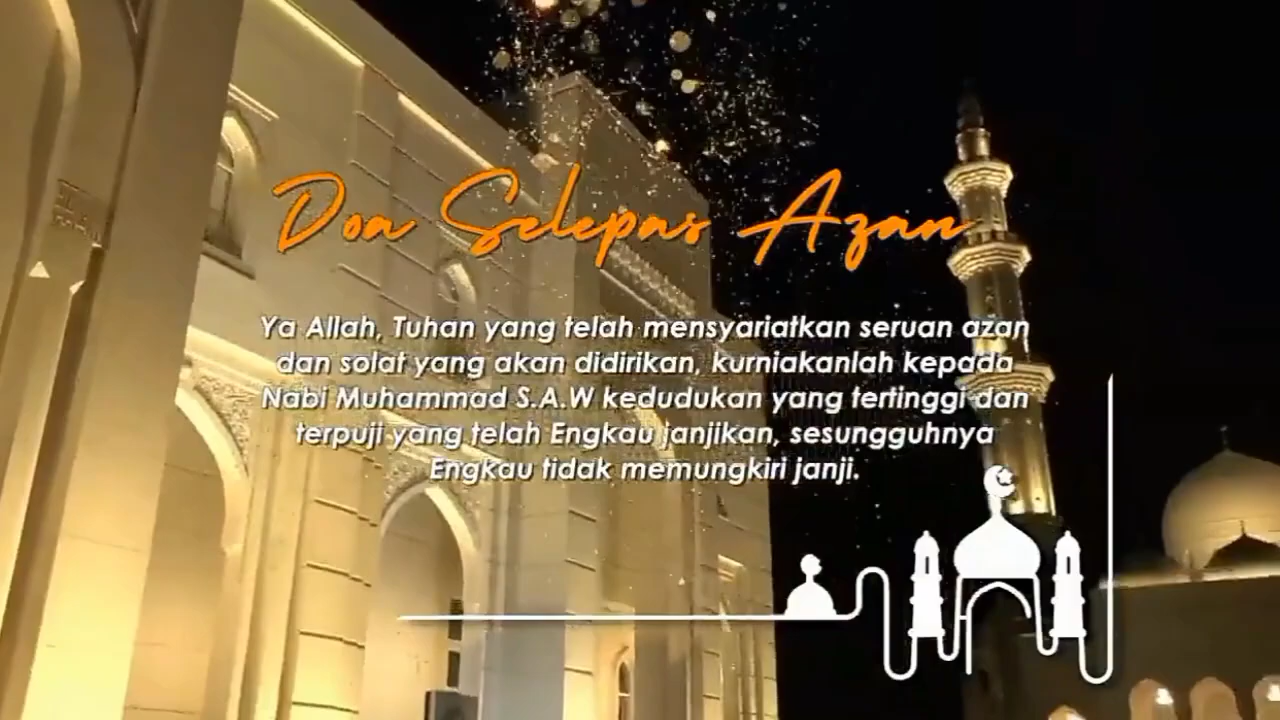 Doa Selepas Azan
Ya Allah, Tuhan yang telah mensyariatkan seruan azan
dan solat yang akan didirikan, kurniakanlah kepada
Nabi Muhammad S.A.W kedudukan yang tertinggi dan
terpuji yang telah Engkau janjikan, sesungguhnya
Engkau tidak memungkiri janji.